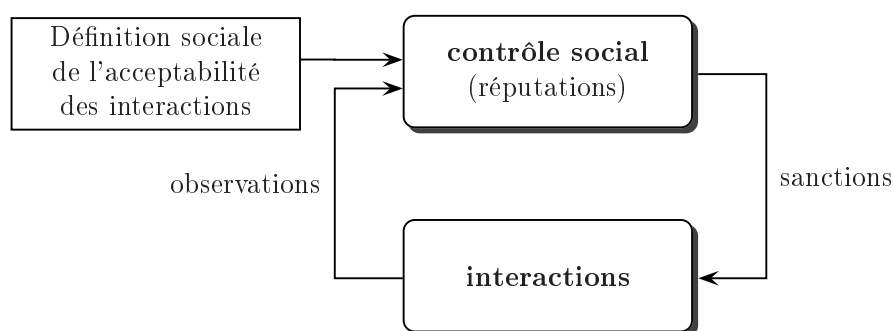 Définition sociale
de l'acceptabilité
des interactions
contrôle social
(réputations)
observations
sanctions
interactions